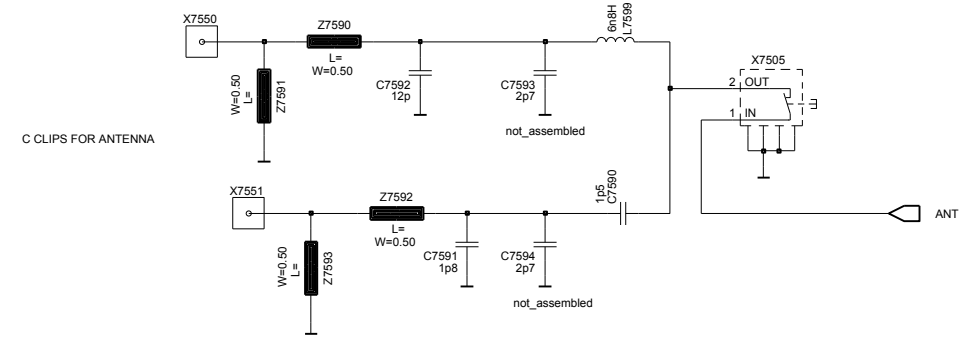 X7550
Z7590
L=
W=0.50
W=0.50
L=
Z7591
C7592
12p
C7593
2p7
not_assembled
6n8H
L7599
X7505
2 OUT
1 IN
C CLIPS FOR ANTENNA
X7551
Z7592
L=
W=0.50
W=0.50
L=
Z7593
C7591
1p8
C7594
2p7
not_assembled
1p5
C7590
ANT